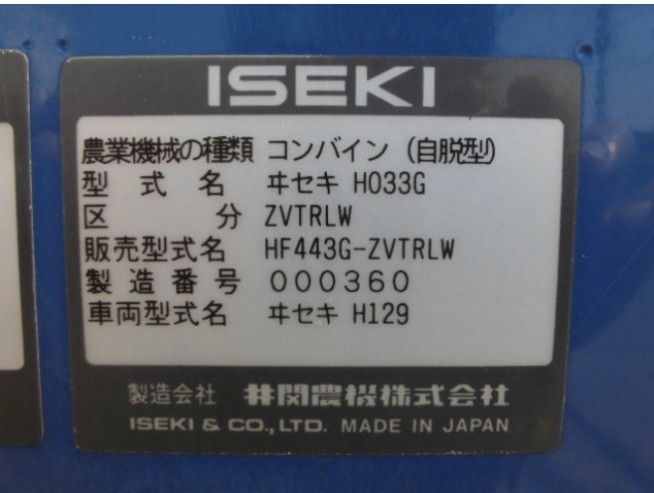 ISEKI
農業機械の種類 コンバイン (自脱型)
型式名 ヰセキ HO33G
区分 ZVTRLW
販売型式名 HF443G-ZVTRLW
製造番号 000360
車両型式名 ヰセキ H129
製造会社 井関農機株式会社
ISEKI & CO.,LTD. MADE IN JAPAN